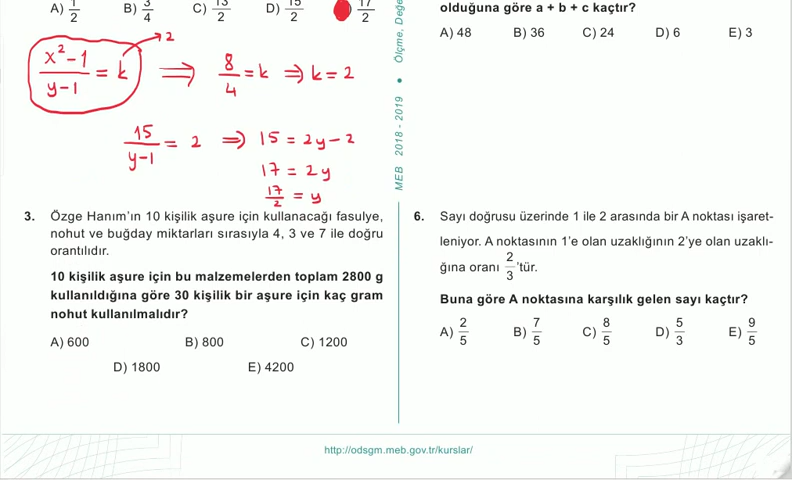 A) 1/2 B) 3/4 C) 13/2 D) 15/2 17/2
x² - 1 / y - 1 = k → 2 ⇒ 8/4 = k ⇒ k = 2
15 / y - 1 = 2 ⇒ 15 = 2y - 2
17 = 2y
17/2 = y
3. Özge Hanım'ın 10 kişilik aşure için kullanacağı fasulye,
nohut ve buğday miktarları sırasıyla 4, 3 ve 7 ile doğru
orantılıdır.
10 kişilik aşure için bu malzemelerden toplam 2800 g
kullanıldığına göre 30 kişilik bir aşure için kaç gram
nohut kullanılmalıdır?
A) 600 B) 800 C) 1200
D) 1800 E) 4200
MEB 2018 - 2019 • Ölçme, Değe
olduğuna göre a + b + c kaçtır?
A) 48 B) 36 C) 24 D) 6 E) 3
6. Sayı doğrusu üzerinde 1 ile 2 arasında bir A noktası işaret-
leniyor. A noktasının 1'e olan uzaklığının 2'ye olan uzaklı-
ğına oranı 2/3'tür.
Buna göre A noktasına karşılık gelen sayı kaçtır?
A) 2/5 B) 7/5 C) 8/5 D) 5/3 E) 9/5
http://odsgm.meb.gov.tr/kurslar/